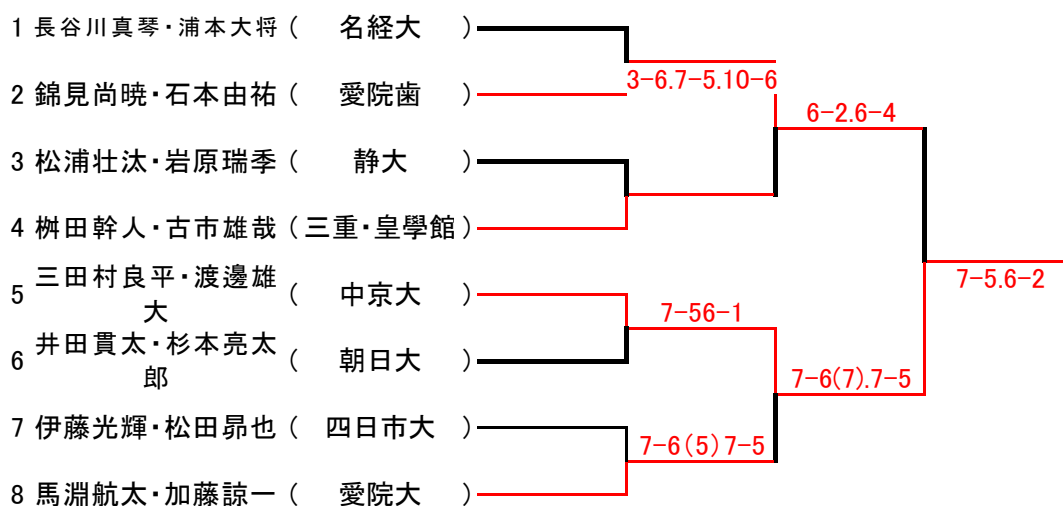 1 長谷川真琴・浦本大将 ( 名経大 )
3-6.7-5.10-6
2 錦見尚暁・石本由祐 ( 愛院歯 )
6-2.6-4
3 松浦壮汰・岩原瑞季 ( 静大 )
4 桝田幹人・古市雄哉 ( 三重・皇學館 )
7-5.6-2
5 三田村良平・渡邊雄
大 ( 中京大 )
7-56-1
6 井田貫太・杉本亮太
郎 ( 朝日大 )
7-6(7).7-5
7 伊藤光輝・松田昴也 ( 四日市大 )
7-6(5)7-5
8 馬淵航太・加藤諒一 ( 愛院大 )